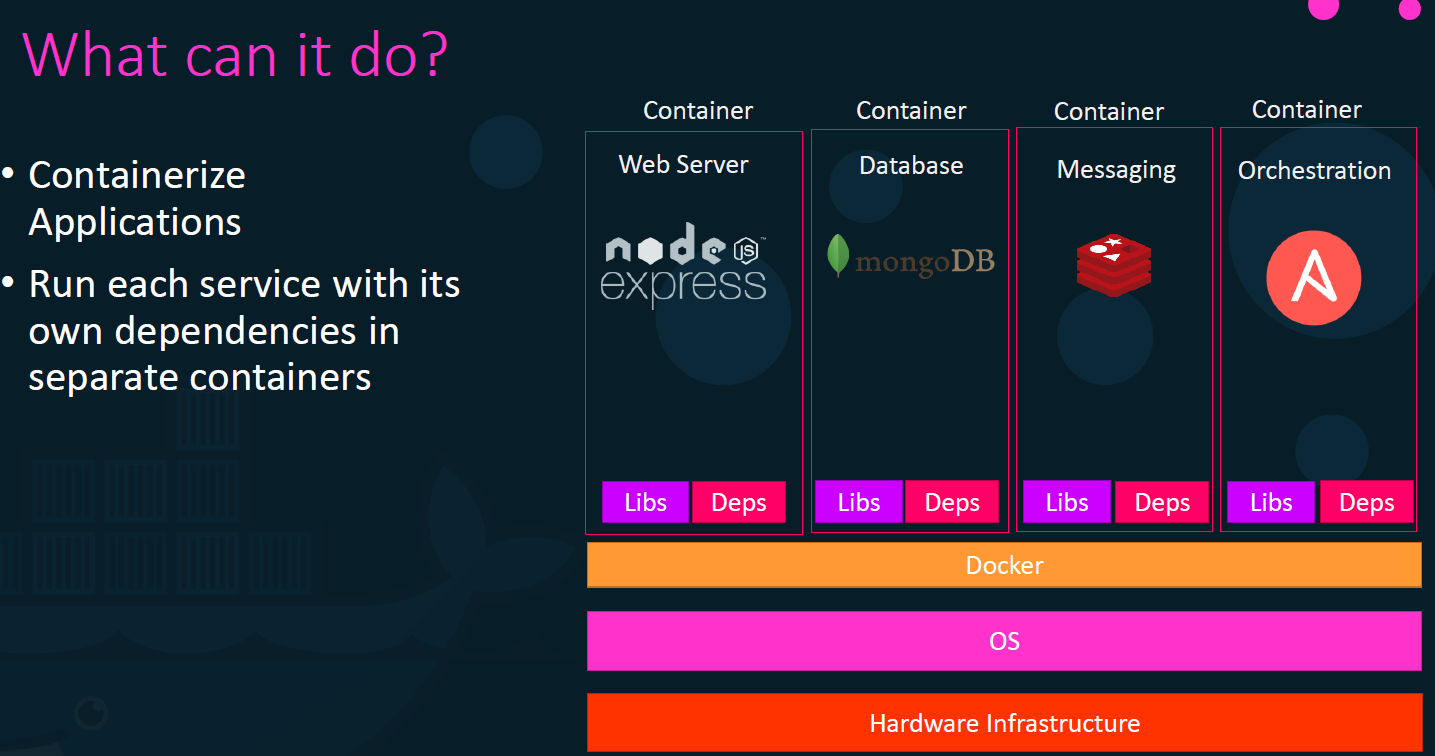 What can it do?
• Containerize
Applications
• Run each service with its
own dependencies in
separate containers
Container
Container
Container
Container
Web Server
Database
Messaging
Orchestration
node JS ™
express
mongoDB
Libs Deps
Libs Deps
Libs Deps
Libs Deps
Docker
OS
Hardware Infrastructure